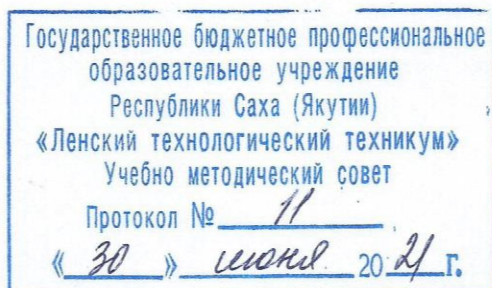 Государственное бюджетное профессиональное
образовательное учреждение
Республики Саха (Якутии)
«Ленский технологический техникум»
Учебно методический совет
Протокол № 11
« 30 » июня 2021 г.